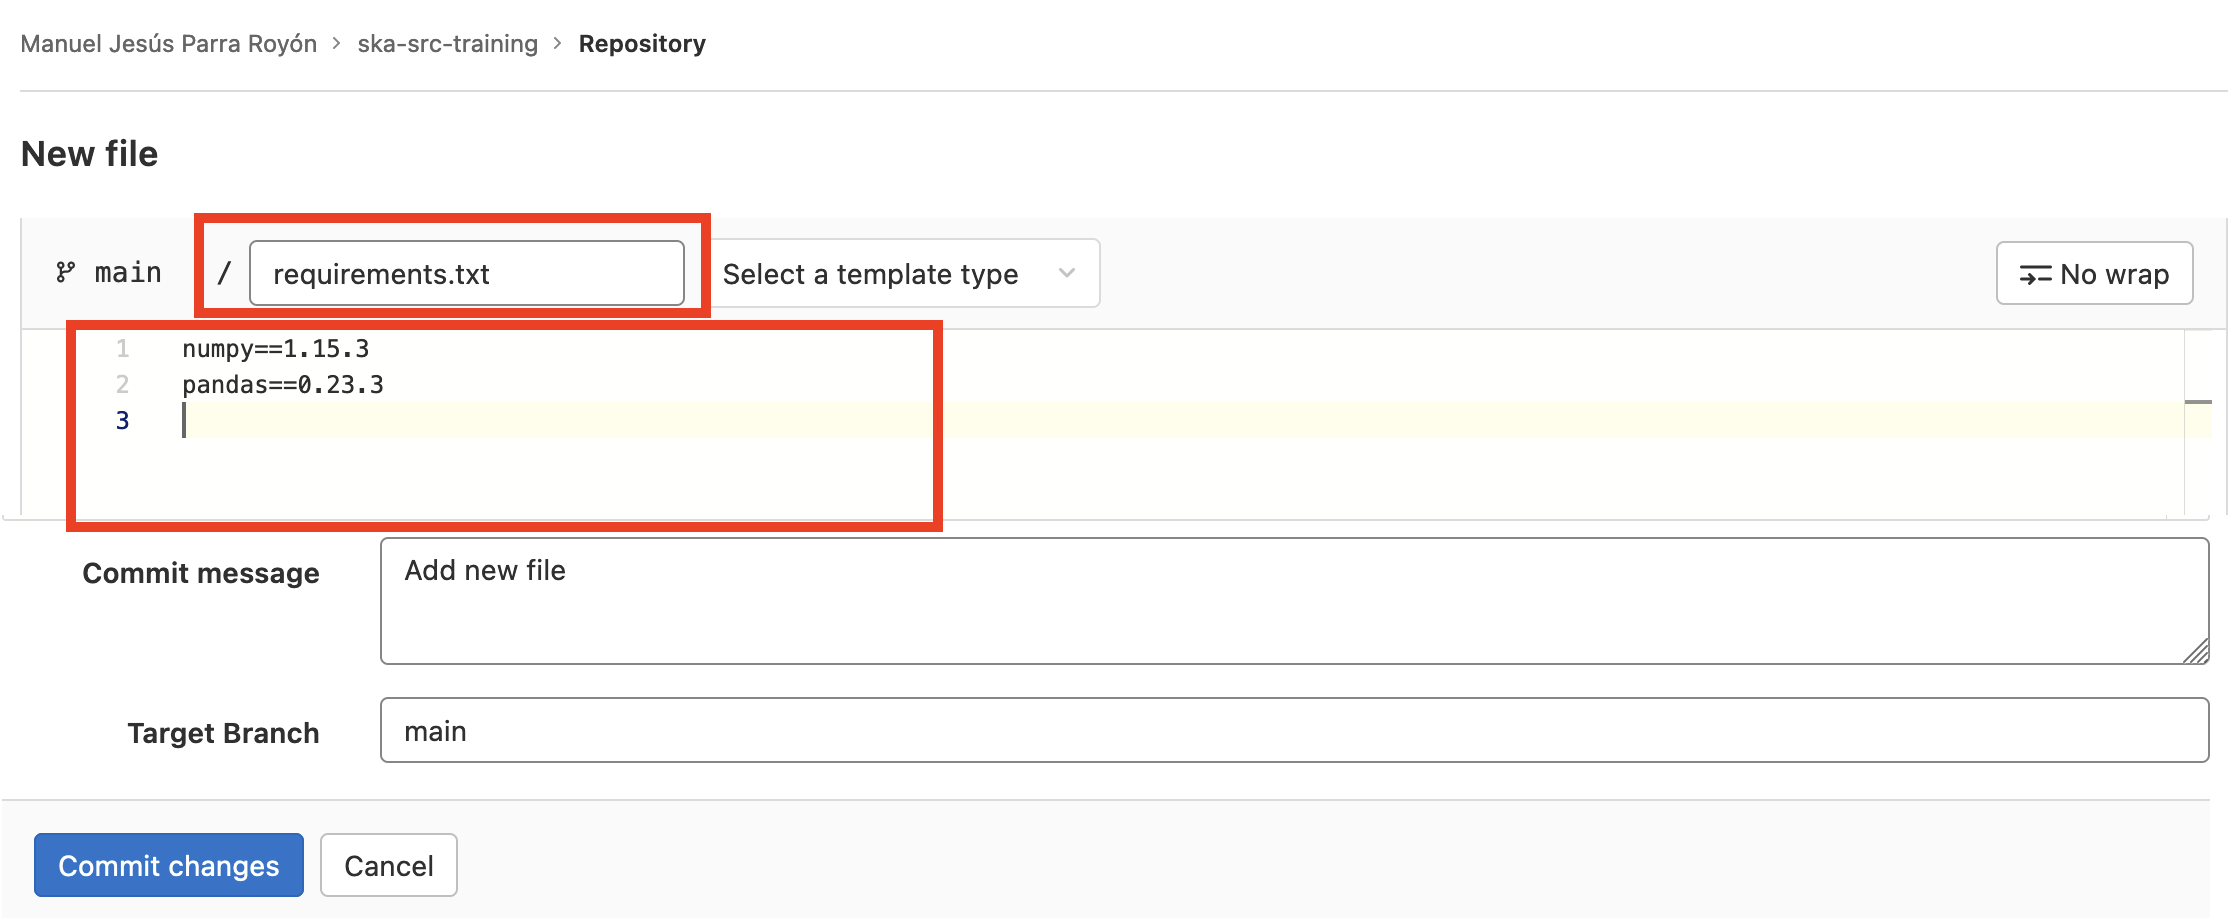 Manuel Jesús Parra Royón > ska-src-training > Repository
New file
main / requirements.txt Select a template type No wrap
1 numpy==1.15.3
2 pandas==0.23.3
3
Commit message Add new file
Target Branch main
Commit changes Cancel